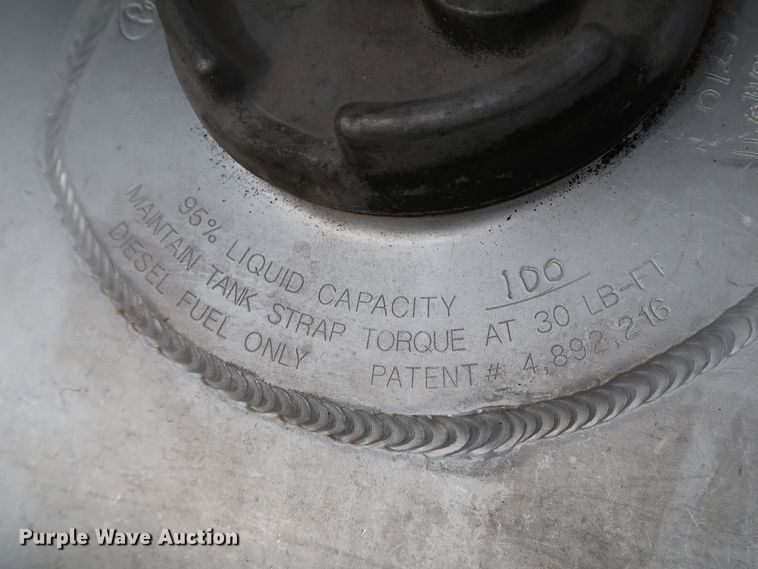 95% LIQUID CAPACITY 100
MAINTAIN TANK STRAP TORQUE AT 30 LB-FT
DIESEL FUEL ONLY PATENT # 4,892,216
Purple Wave Auction